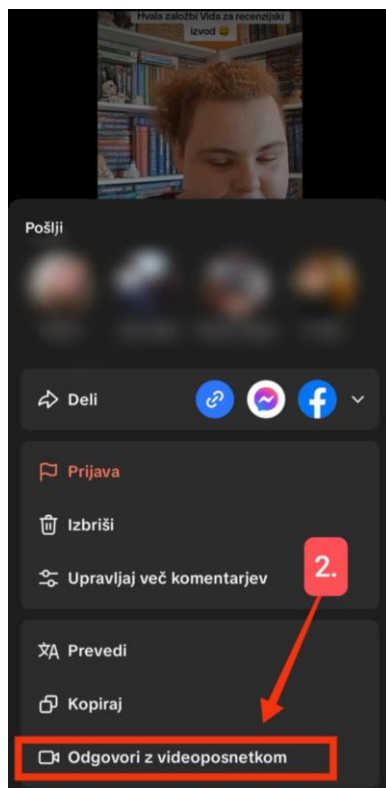 Hvala založbi Vida za recenzijski
izvod 😄
Pošlji
Deli
Prijava
Izbriši
Upravljaj več komentarjev
2.
Prevedi
Kopiraj
Odgovori z videoposnetkom